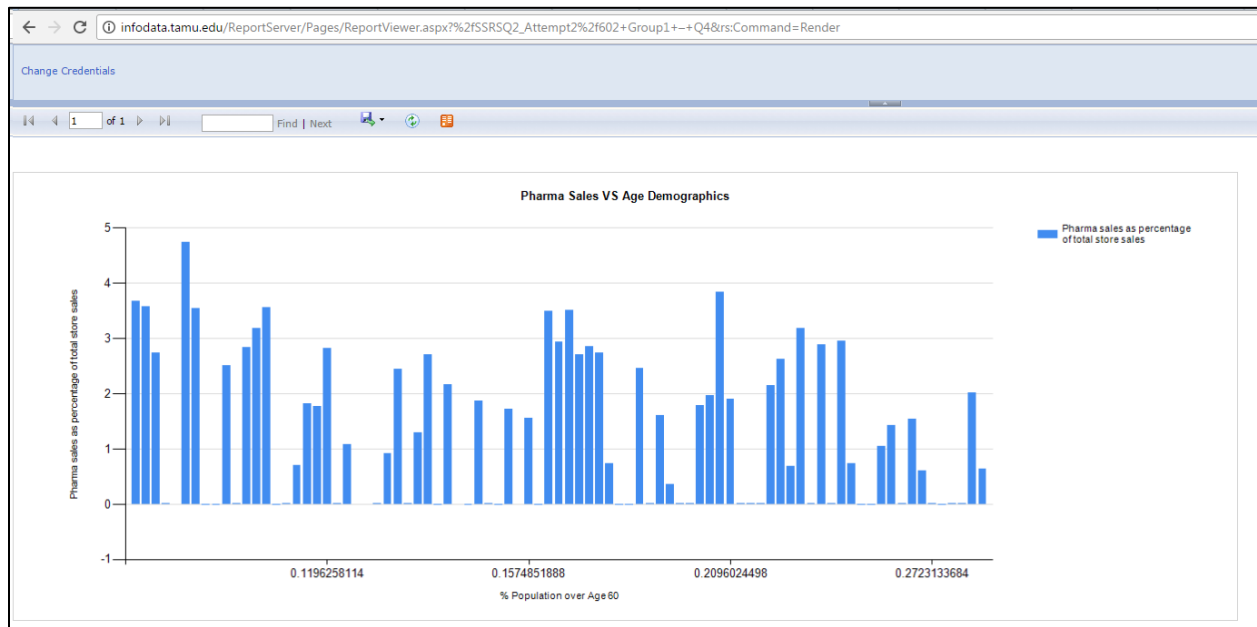 infodata.tamu.edu/ReportServer/Pages/ReportViewer.aspx?%2fSSRSQ2_Attempt2%2f602+Group1+–+Q4&rs:Command=Render
Change Credentials
1 of 1 Find | Next
Pharma Sales VS Age Demographics
Pharma sales as percentage
of total store sales
Pharma sales as percentage of total store sales
5
4
3
2
1
0
-1
0.1196258114 0.1574851888 0.2096024498 0.2723133684
% Population over Age 60